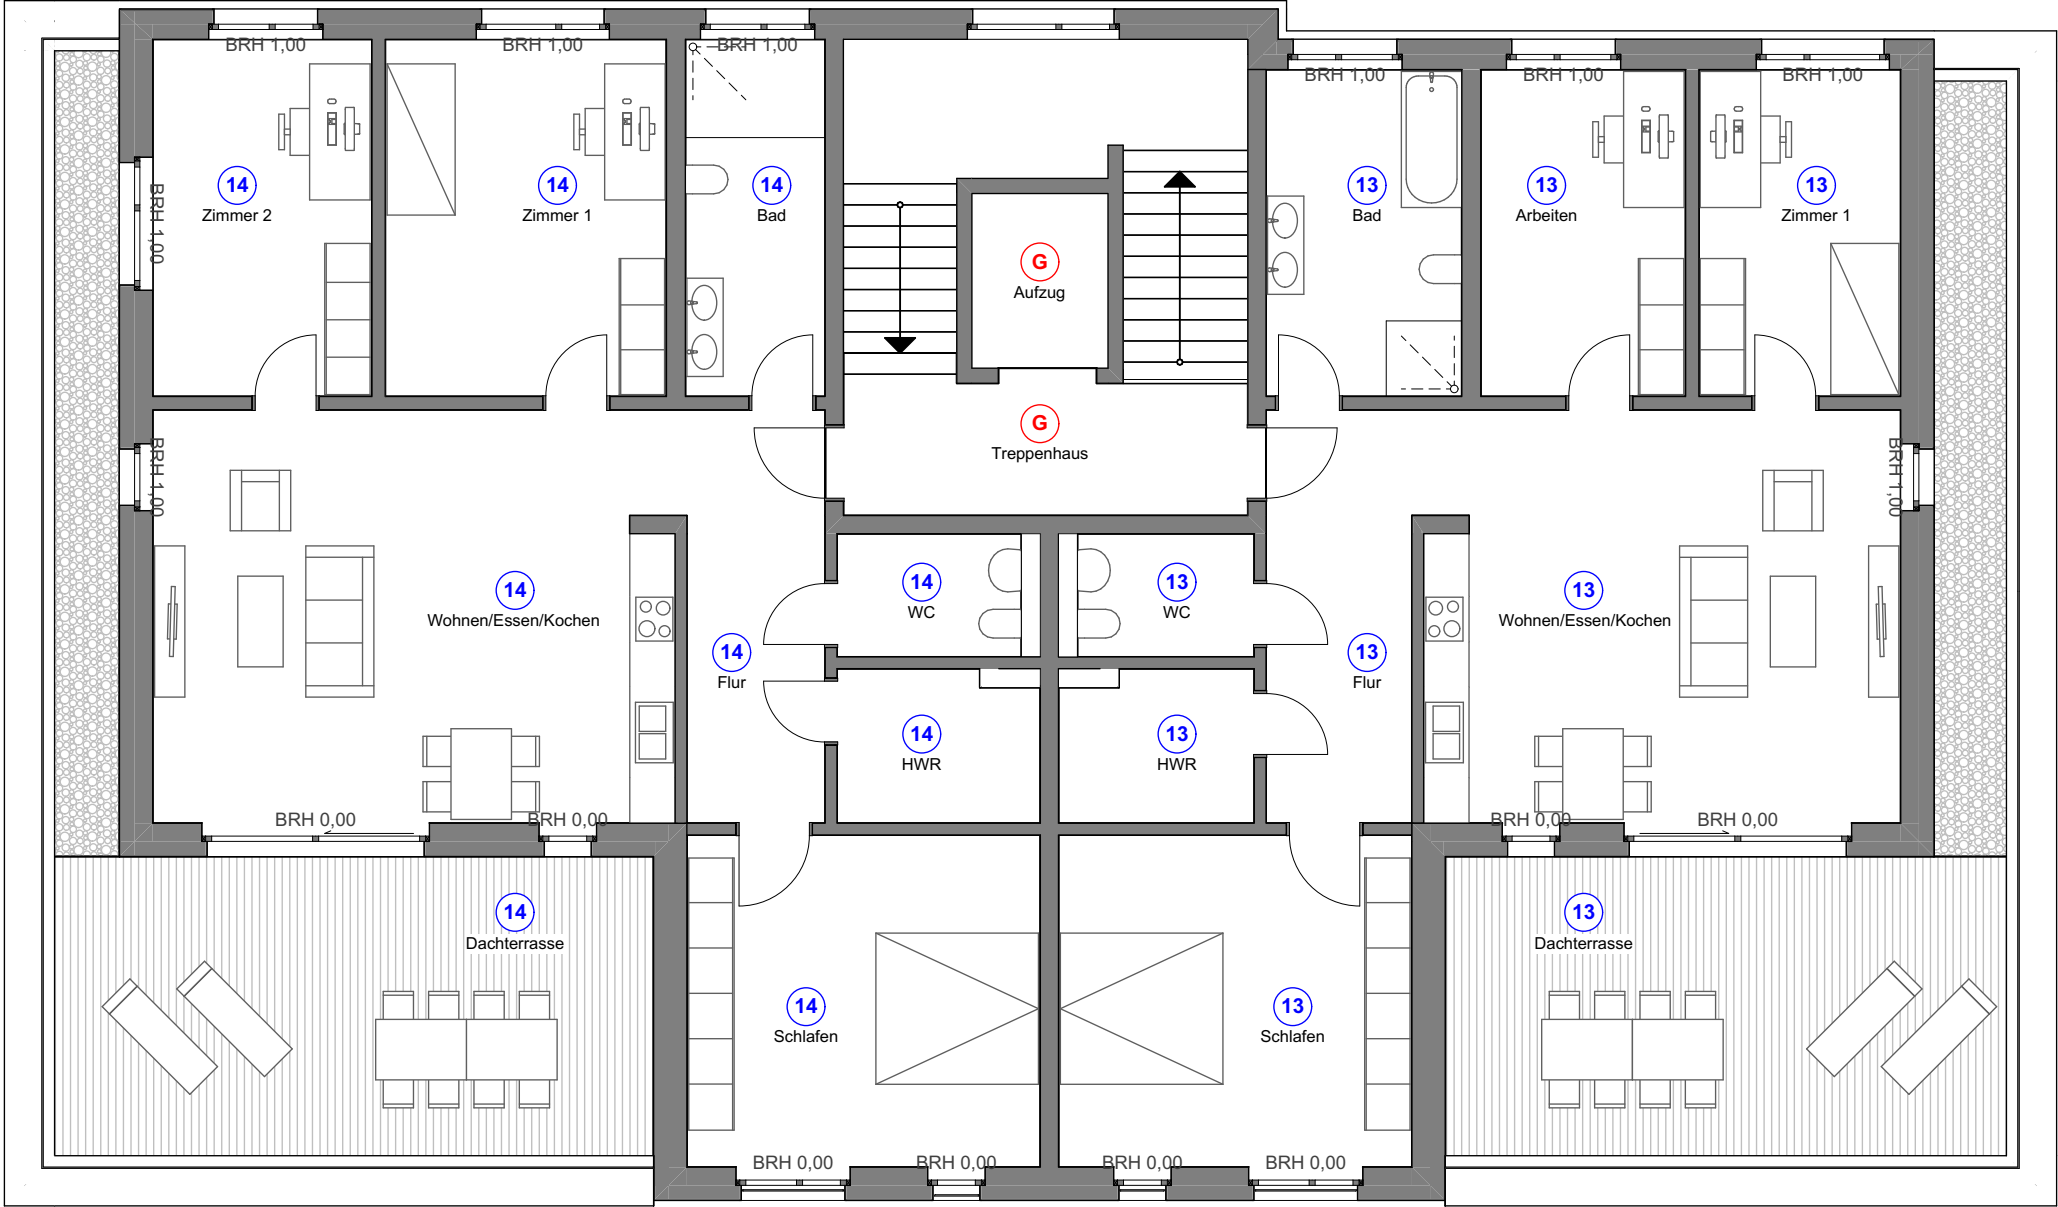 BRH 1,00
BRH 1,00
BRH 1,00
BRH 1,00
BRH 1,00
BRH 1,00
14
Zimmer 2
14
Zimmer 1
14
Bad
13
Bad
13
Arbeiten
13
Zimmer 1
BRH 1,00
G
Aufzug
G
Treppenhaus
BRH 1,00
BRH 1,00
14
Wohnen/Essen/Kochen
14
WC
13
WC
13
Wohnen/Essen/Kochen
14
Flur
13
Flur
14
HWR
13
HWR
BRH 0,00
BRH 0,00
BRH 0,00
BRH 0,00
14
Dachterrasse
13
Dachterrasse
14
Schlafen
13
Schlafen
BRH 0,00
BRH 0,00
BRH 0,00
BRH 0,00